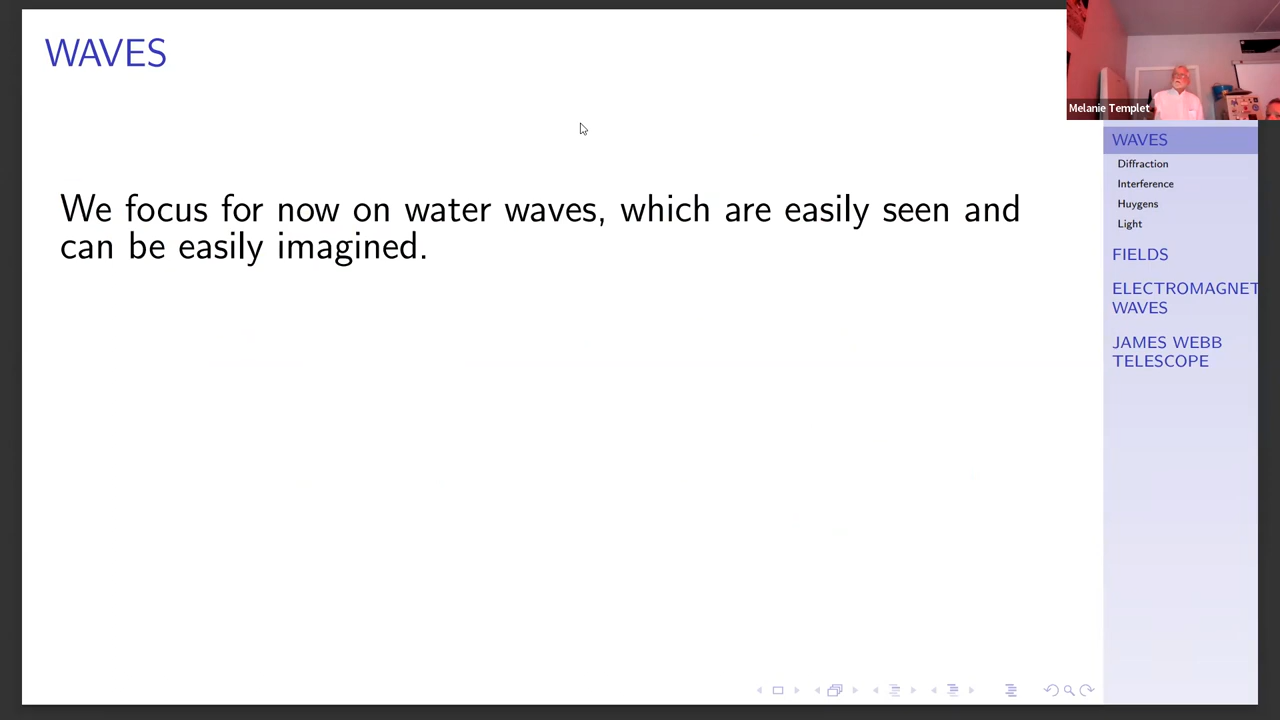 WAVES
We focus for now on water waves, which are easily seen and
can be easily imagined.
Melanie Templet
WAVES
Diffraction
Interference
Huygens
Light
FIELDS
ELECTROMAGNET
WAVES
JAMES WEBB
TELESCOPE